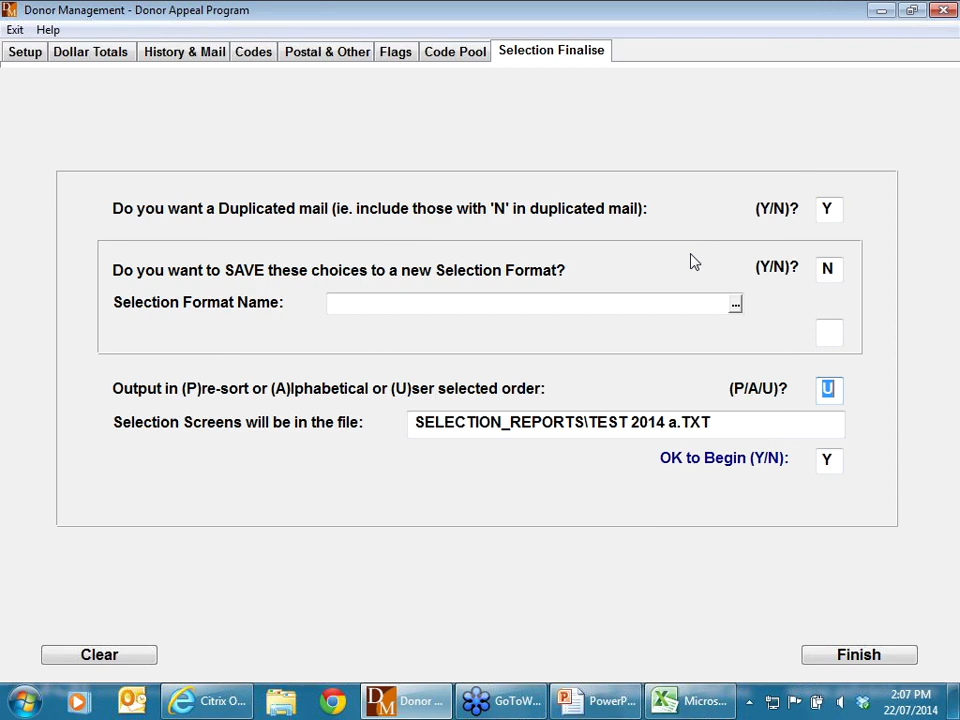 DM Donor Management - Donor Appeal Program
Exit Help
Setup Dollar Totals History & Mail Codes Postal & Other Flags Code Pool Selection Finalise
Do you want a Duplicated mail (ie. include those with 'N' in duplicated mail): (Y/N)? Y
Do you want to SAVE these choices to a new Selection Format? (Y/N)? N
Selection Format Name: ...
Output in (P)re-sort or (A)lphabetical or (U)ser selected order: (P/A/U)? U
Selection Screens will be in the file: SELECTION_REPORTS\TEST 2014 a.TXT
OK to Begin (Y/N): Y
Clear Finish
Citrix O... DM Donor ... GoToW... PowerP... Micros... 2:07 PM
22/07/2014